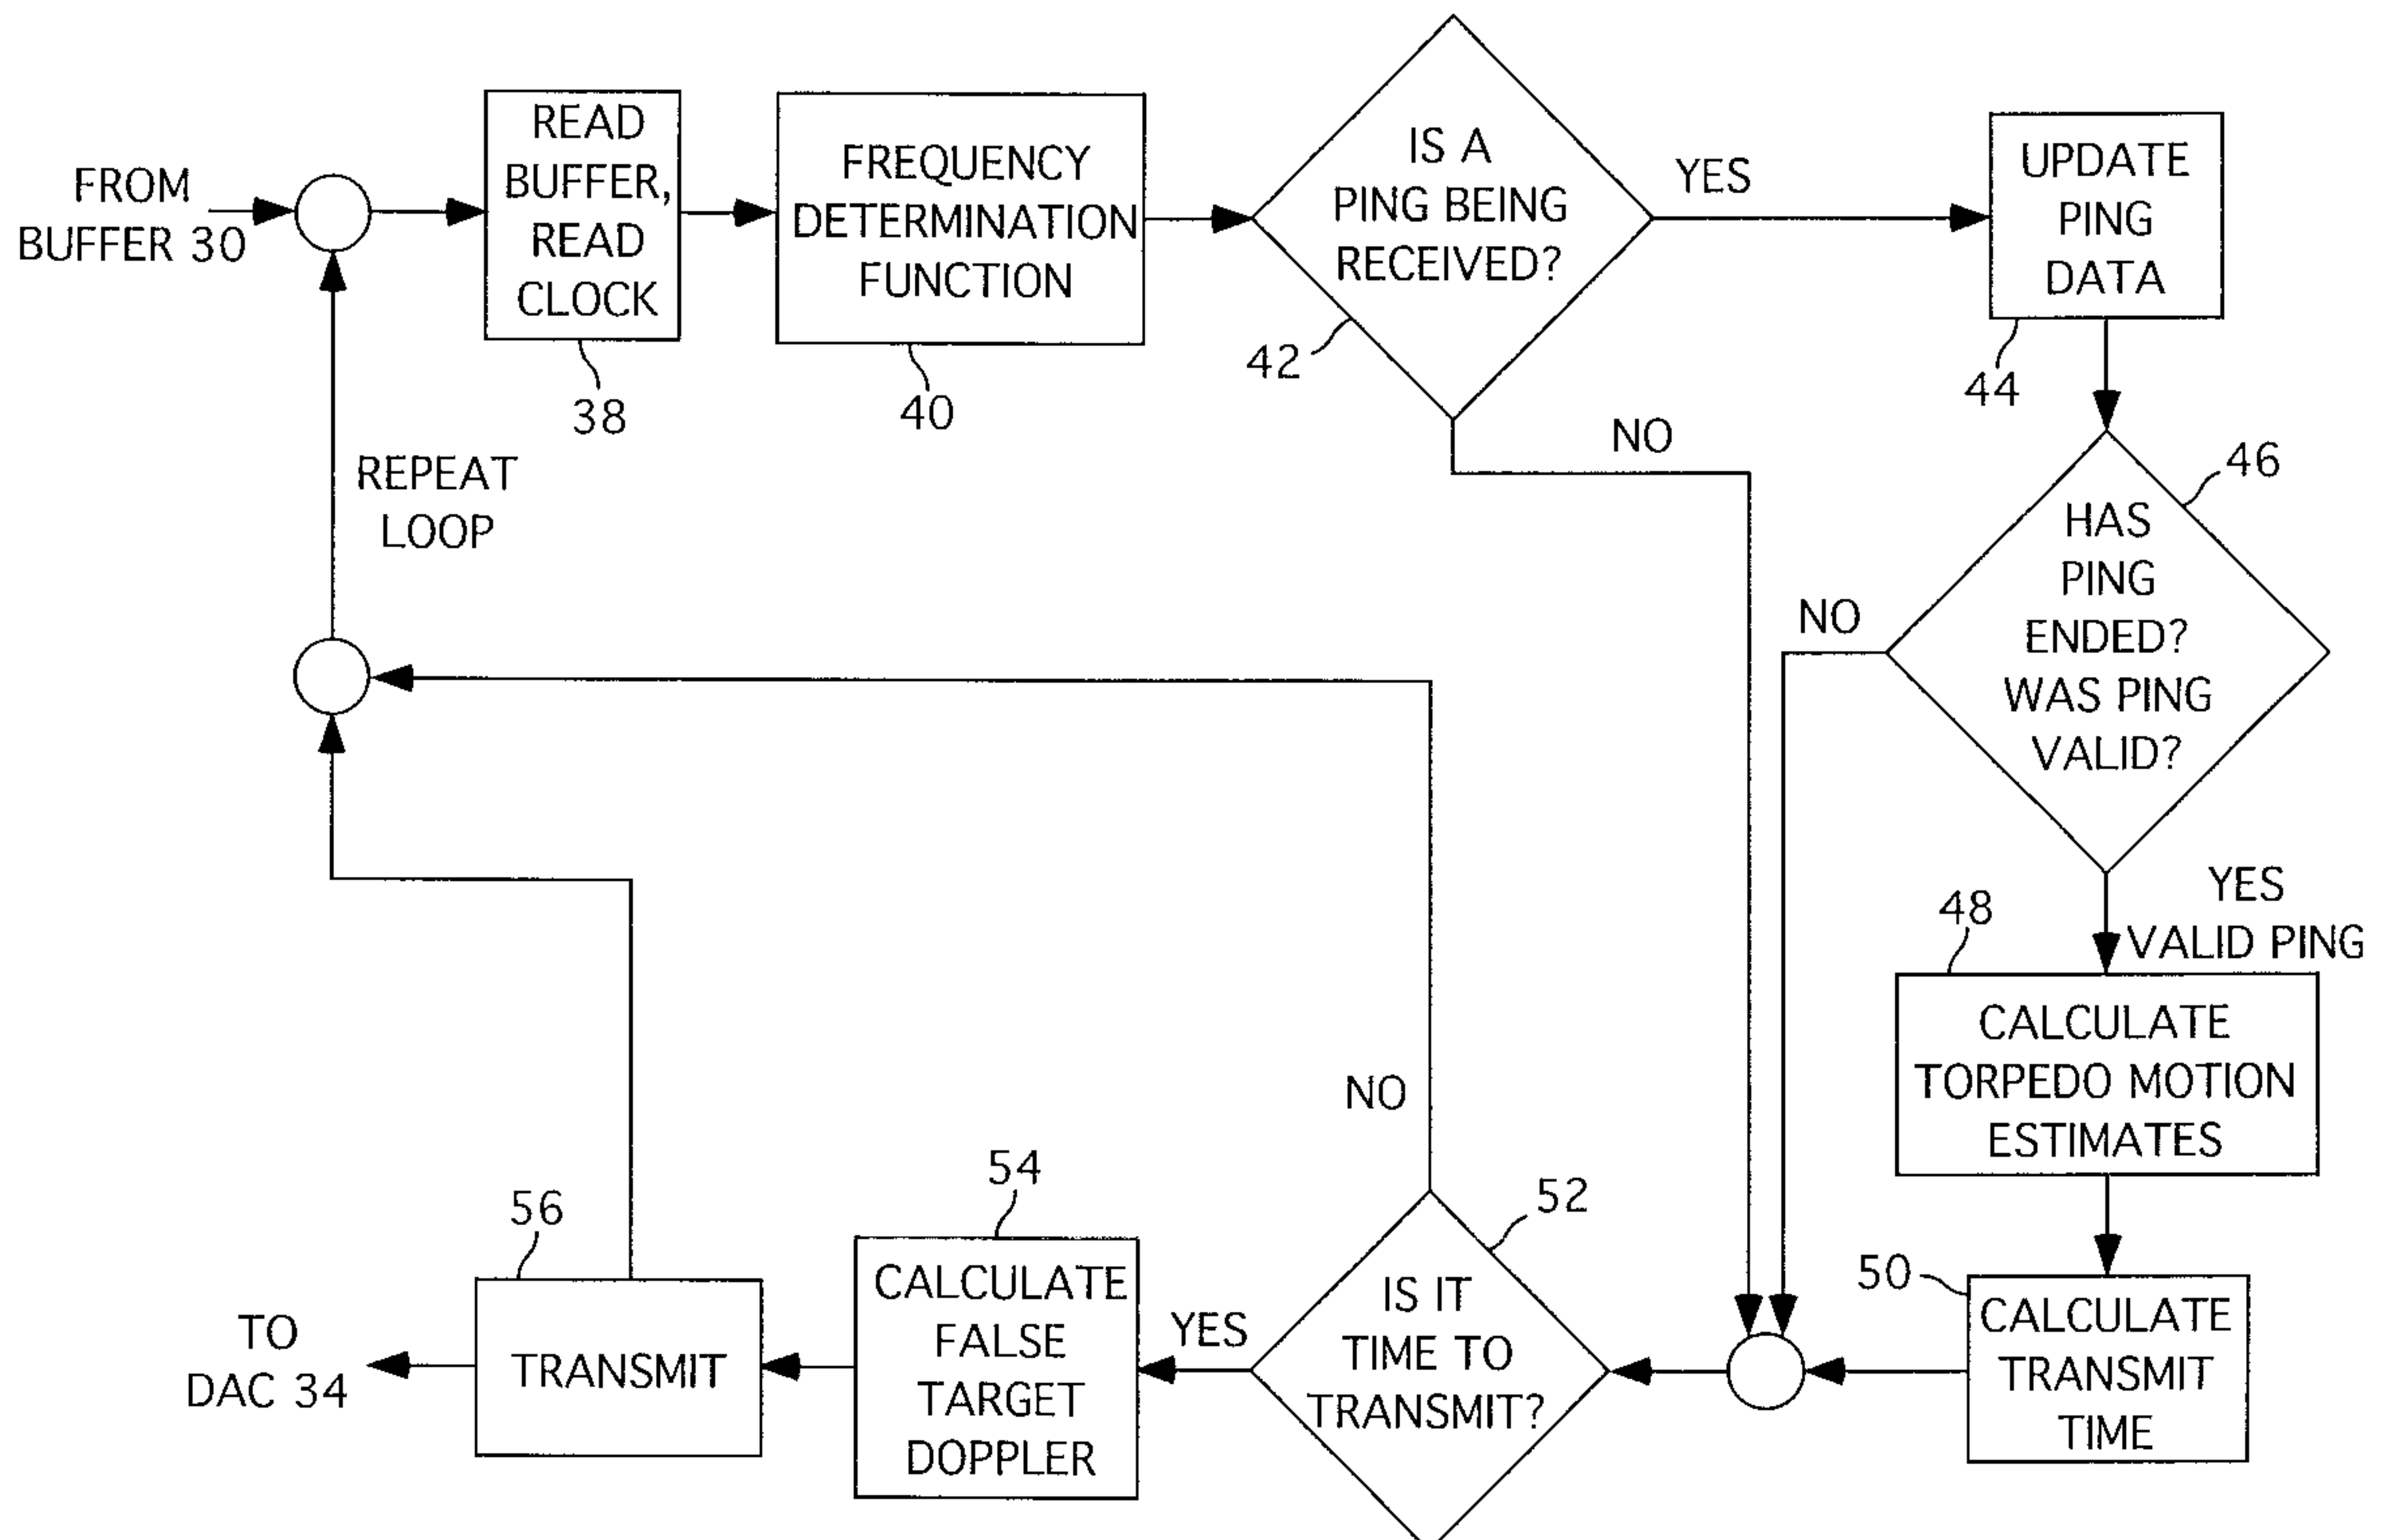 FROM
BUFFER 30
READ
BUFFER,
READ
CLOCK
38
FREQUENCY
DETERMINATION
FUNCTION
40
IS A
PING BEING
RECEIVED?
42
YES
NO
UPDATE
PING
DATA
44
HAS
PING
ENDED?
WAS PING
VALID?
46
NO
YES
VALID PING
48
CALCULATE
TORPEDO MOTION
ESTIMATES
50
CALCULATE
TRANSMIT
TIME
52
IS IT
TIME TO
TRANSMIT?
NO
YES
54
CALCULATE
FALSE
TARGET
DOPPLER
56
TRANSMIT
TO
DAC 34
REPEAT
LOOP